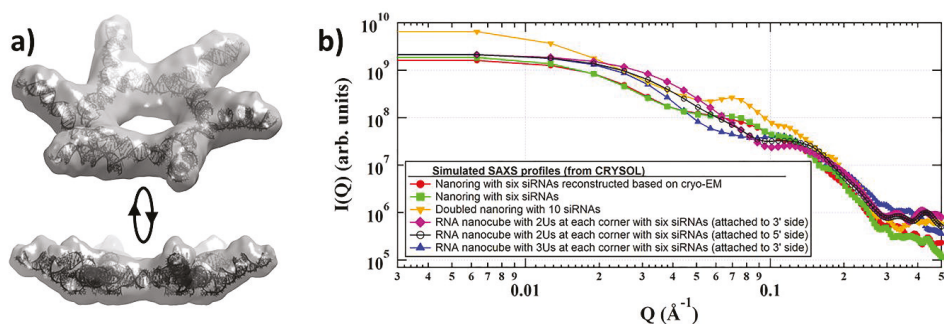 a)
b)
10^10
10^9
10^8
10^7
10^6
10^5
I(Q) (arb. units)
Simulated SAXS profiles (from CRYSOL)
Nanoring with six siRNAs reconstructed based on cryo-EM
Nanoring with six siRNAs
Doubled nanoring with 10 siRNAs
RNA nanocube with 2Us at each corner with six siRNAs (attached to 3' side)
RNA nanocube with 2Us at each corner with six siRNAs (attached to 5' side)
RNA nanocube with 3Us at each corner with six siRNAs (attached to 3' side)
3 4 5 6 7 8 9 0.01 2 3 4 5 6 7 8 9 0.1 2 3 4 5
Q (Å^-1)